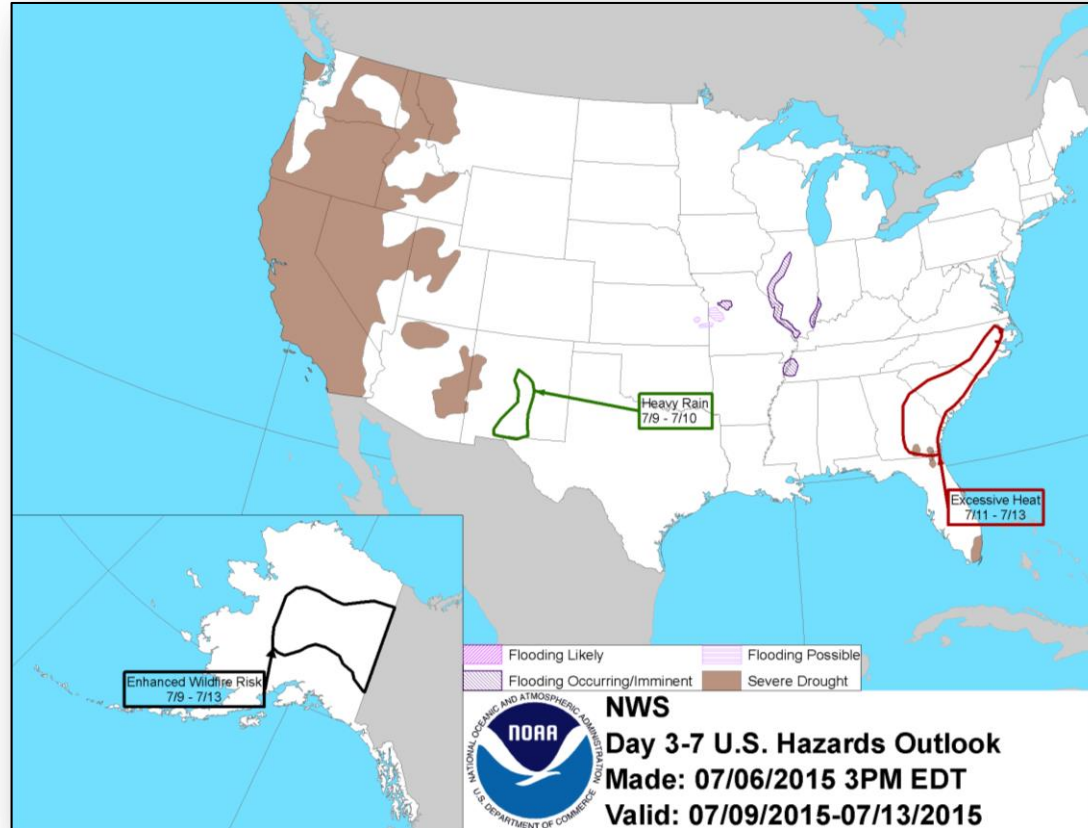 Heavy Rain
7/9 - 7/10
Excessive Heat
7/11 - 7/13
Enhanced Wildfire Risk
7/9 - 7/13
Flooding Likely
Flooding Possible
Flooding Occurring/Imminent
Severe Drought
NATIONAL OCEANIC AND ATMOSPHERIC ADMINISTRATION
U.S. DEPARTMENT OF COMMERCE
NOAA
NWS
Day 3-7 U.S. Hazards Outlook
Made: 07/06/2015 3PM EDT
Valid: 07/09/2015-07/13/2015